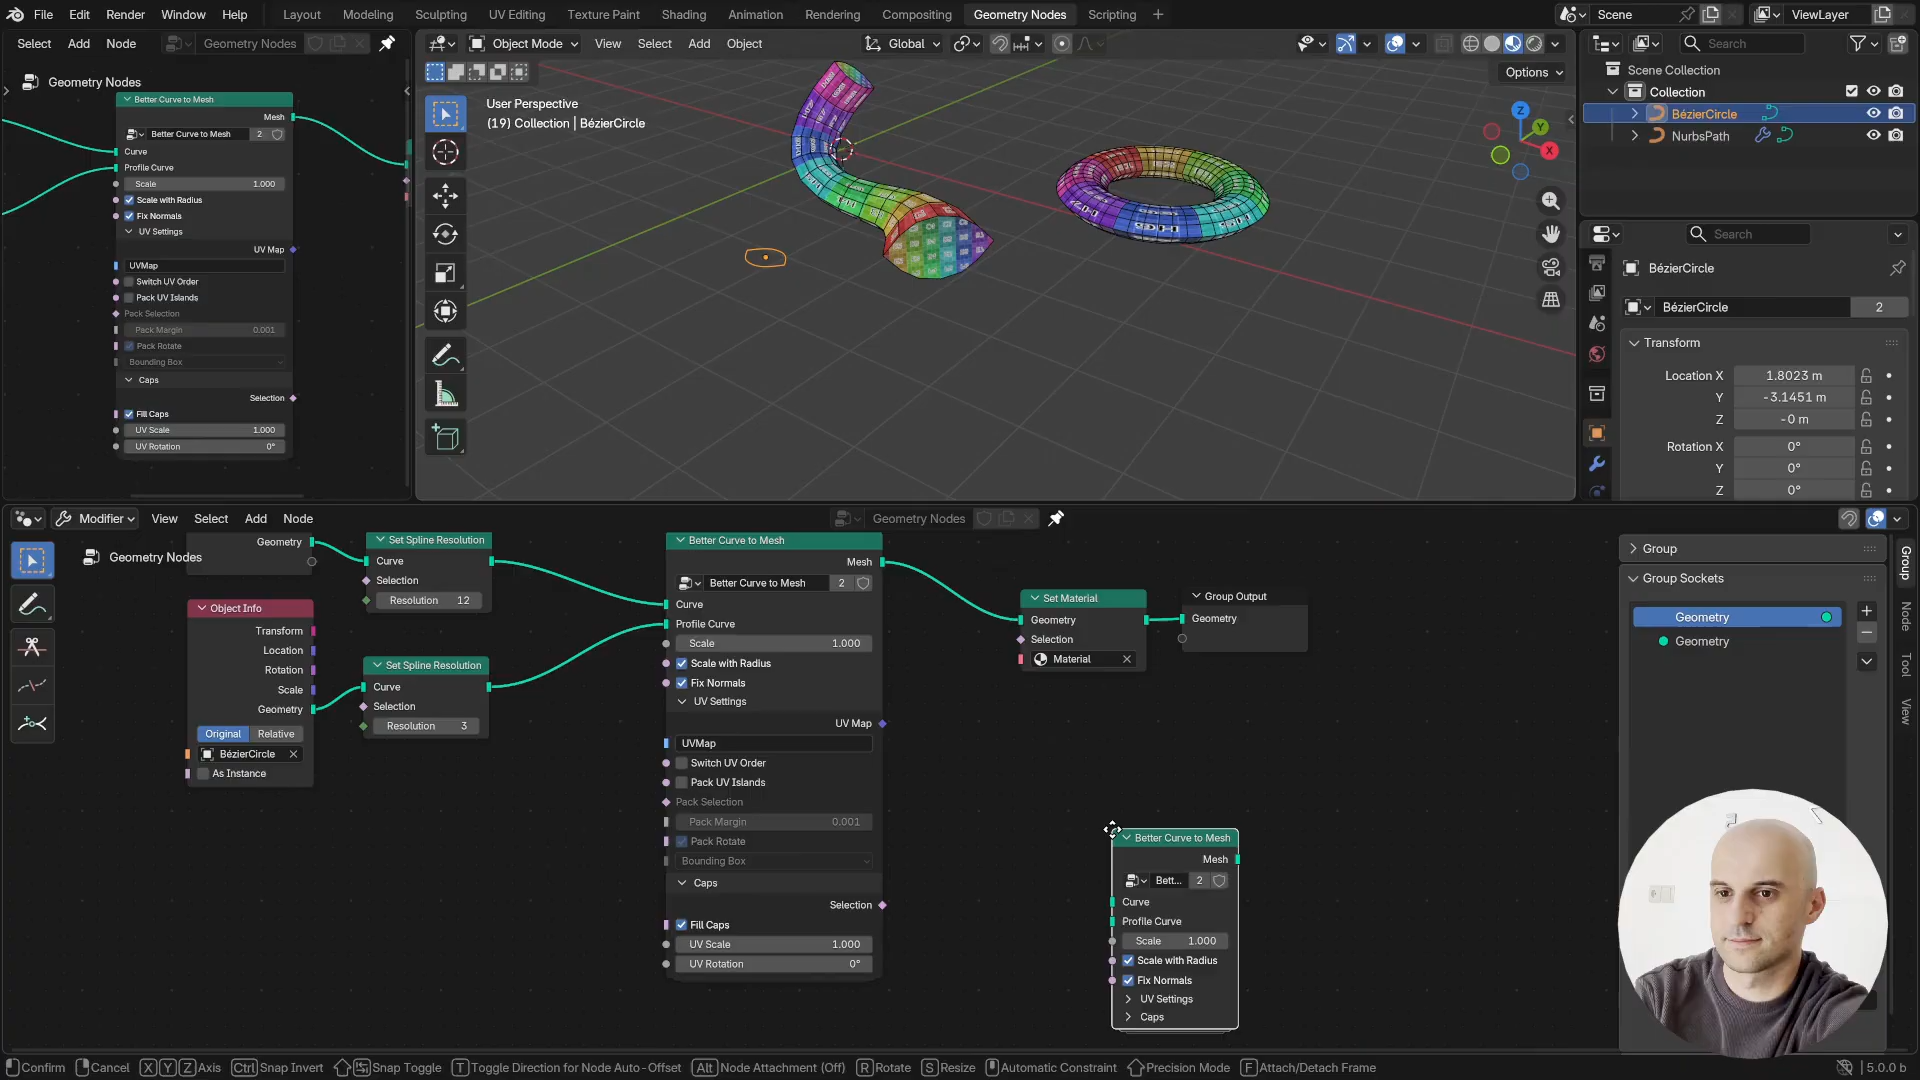 File Edit Render Window Help Layout Modeling Sculpting UV Editing Texture Paint Shading Animation Rendering Compositing Geometry Nodes Scripting Scene ViewLayer
Select Add Node Geometry Nodes
Object Mode View Select Add Object Global
Search
Options
Geometry Nodes
Better Curve to Mesh
Mesh
Better Curve to Mesh 2
Curve
Profile Curve
Scale 1.000
Scale with Radius
Fix Normals
UV Settings
UV Map
UVMap
Switch UV Order
Pack UV Islands
Pack Selection
Pack Margin 0.001
Pack Rotate
Bounding Box
Caps
Selection
Fill Caps
UV Scale 1.000
UV Rotation 0°
User Perspective
(19) Collection | BézierCircle
Z
Y
X
Scene Collection
Collection
BézierCircle
NurbsPath
Search
BézierCircle
BézierCircle 2
Transform
Location X 1.8023 m
Y -3.1451 m
Z -0 m
Rotation X 0°
Y 0°
Z 0°
Modifier View Select Add Node Geometry Nodes
Geometry Nodes
Geometry
Set Spline Resolution
Curve
Selection
Resolution 12
Object Info
Transform
Location
Rotation
Scale
Geometry
Original Relative
BézierCircle
As Instance
Set Spline Resolution
Curve
Selection
Resolution 3
Better Curve to Mesh
Mesh
Better Curve to Mesh 2
Curve
Profile Curve
Scale 1.000
Scale with Radius
Fix Normals
UV Settings
UV Map
UVMap
Switch UV Order
Pack UV Islands
Pack Selection
Pack Margin 0.001
Pack Rotate
Bounding Box
Caps
Selection
Fill Caps
UV Scale 1.000
UV Rotation 0°
Set Material
Geometry
Selection
Material
Group Output
Geometry
Better Curve to Mesh
Mesh
Bett... 2
Curve
Profile Curve
Scale 1.000
Scale with Radius
Fix Normals
UV Settings
Caps
Group
Group Sockets
Geometry
Geometry
Group
Node
Tool
View
Confirm Cancel X Y Z Axis Ctrl Snap Invert Snap Toggle T Toggle Direction for Node Auto-Offset Alt Node Attachment (Off) R Rotate S Resize Automatic Constraint Precision Mode F Attach/Detach Frame 5.0.0 b